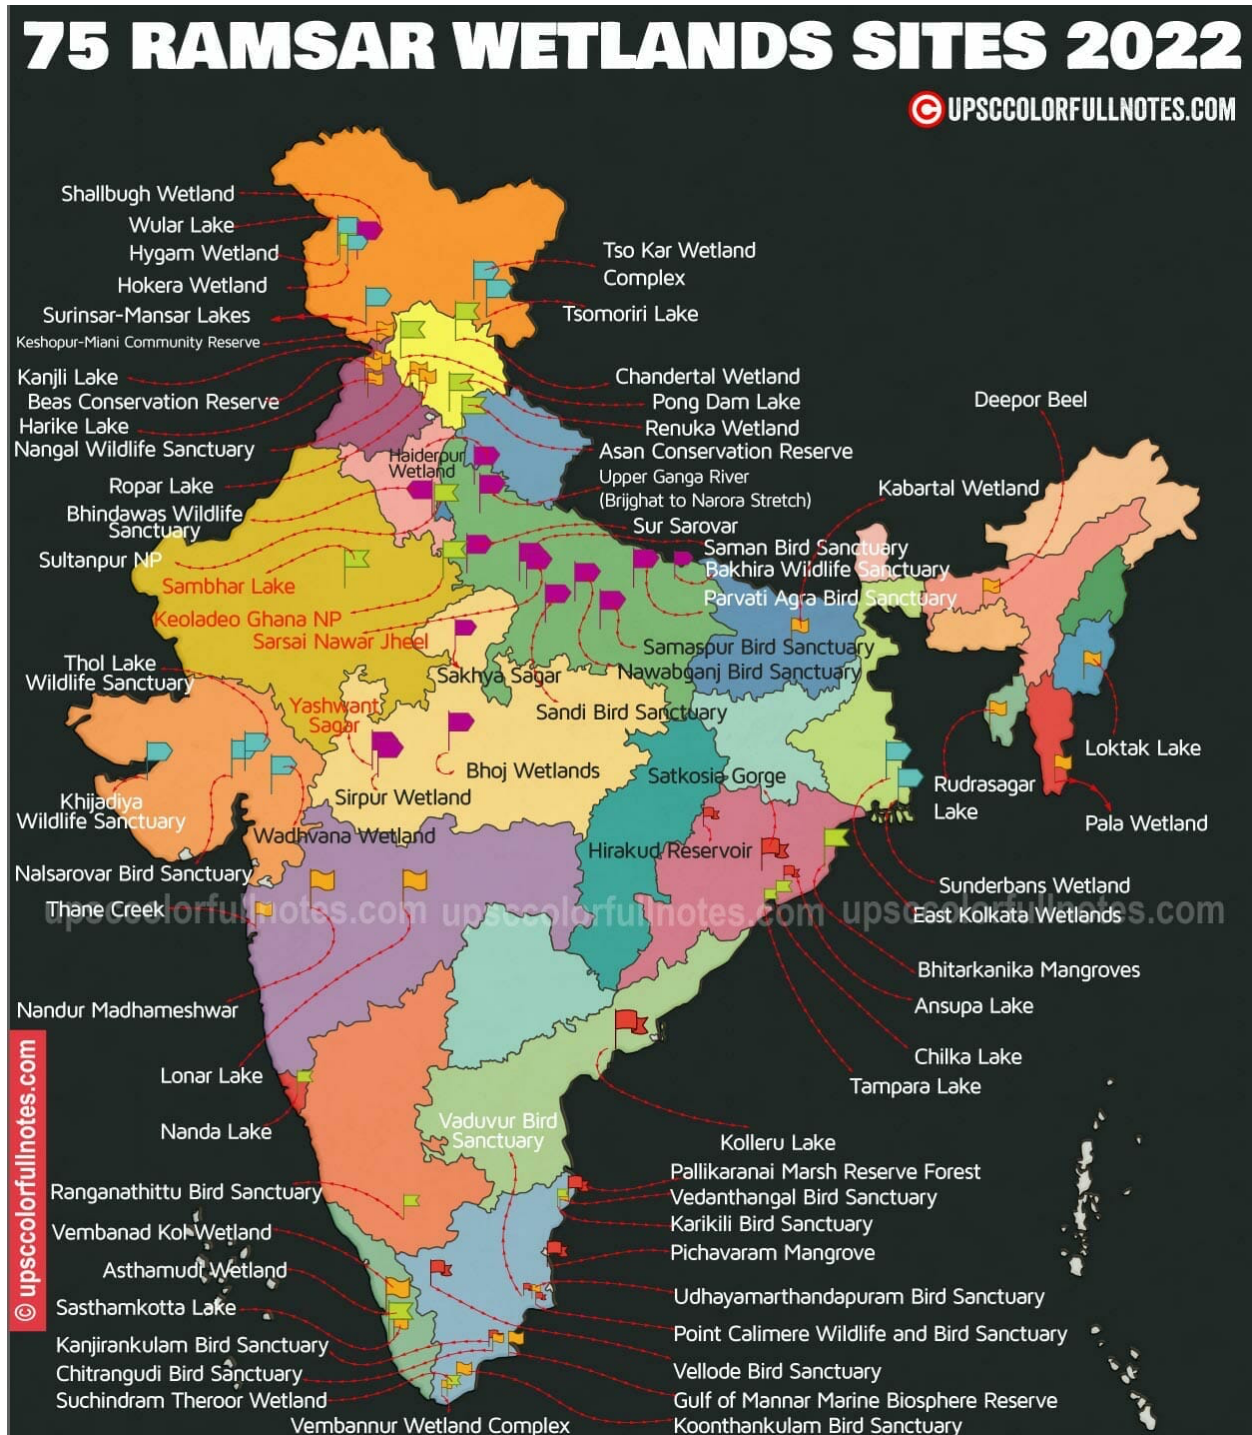 75 RAMSAR WETLANDS SITES 2022
© UPSCCOLORFULLNOTES.COM
Shallbugh Wetland
Wular Lake
Hygam Wetland
Hokera Wetland
Surinsar-Mansar Lakes
Keshopur-Miani Community Reserve
Kanjli Lake
Beas Conservation Reserve
Harike Lake
Nangal Wildlife Sanctuary
Ropar Lake
Bhindawas Wildlife
Sanctuary
Sultanpur NP
Sambhar Lake
Keoladeo Ghana NP
Sarsai Nawar Jheel
Thol Lake
Wildlife Sanctuary
Yashwant
Sagar
Khijadiya
Wildlife Sanctuary
Sirpur Wetland
Wadhvana Wetland
Nalsarovar Bird Sanctuary
Thane Creek
Nandur Madhameshwar
Lonar Lake
Nanda Lake
Ranganathittu Bird Sanctuary
Vembanad Kol Wetland
Asthamudi Wetland
Sasthamkotta Lake
Kanjirankulam Bird Sanctuary
Chitrangudi Bird Sanctuary
Suchindram Theroor Wetland
Vembannur Wetland Complex
Tso Kar Wetland
Complex
Tsomoriri Lake
Chandertal Wetland
Pong Dam Lake
Renuka Wetland
Asan Conservation Reserve
Haiderpur
Wetland
Upper Ganga River
(Brijghat to Narora Stretch)
Sur Sarovar
Saman Bird Sanctuary
Bakhira Wildlife Sanctuary
Parvati Agra Bird Sanctuary
Samaspur Bird Sanctuary
Nawabganj Bird Sanctuary
Sakhya Sagar
Sandi Bird Sanctuary
Bhoj Wetlands
Satkosia Gorge
Hirakud Reservoir
Deepor Beel
Kabartal Wetland
Loktak Lake
Rudrasagar
Lake
Pala Wetland
Sunderbans Wetland
East Kolkata Wetlands
Bhitarkanika Mangroves
Ansupa Lake
Chilka Lake
Tampara Lake
Kolleru Lake
Vaduvur Bird
Sanctuary
Pallikaranai Marsh Reserve Forest
Vedanthangal Bird Sanctuary
Karikili Bird Sanctuary
Pichavaram Mangrove
Udhayamarthandapuram Bird Sanctuary
Point Calimere Wildlife and Bird Sanctuary
Vellode Bird Sanctuary
Gulf of Mannar Marine Biosphere Reserve
Koonthankulam Bird Sanctuary
upsccolorfullnotes.com upsccolorfullnotes.com upsccolorfullnotes.com
© upsccolorfullnotes.com